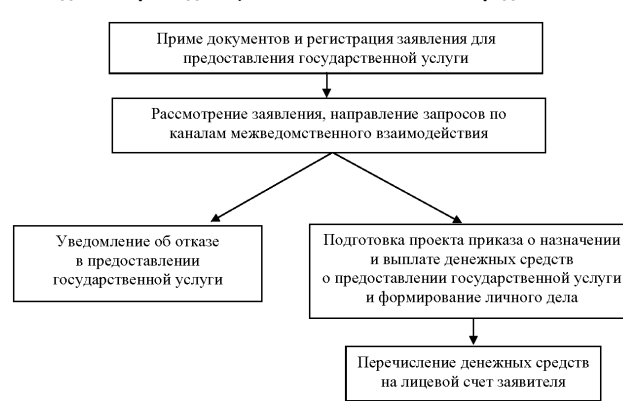 Приме документов и регистрация заявления для
предоставления государственной услуги
Рассмотрение заявления, направление запросов по
каналам межведомственного взаимодействия
Уведомление об отказе
в предоставлении
государственной услуги
Подготовка проекта приказа о назначении
и выплате денежных средств
о предоставлении государственной услуги
и формирование личного дела
Перечисление денежных средств
на лицевой счет заявителя